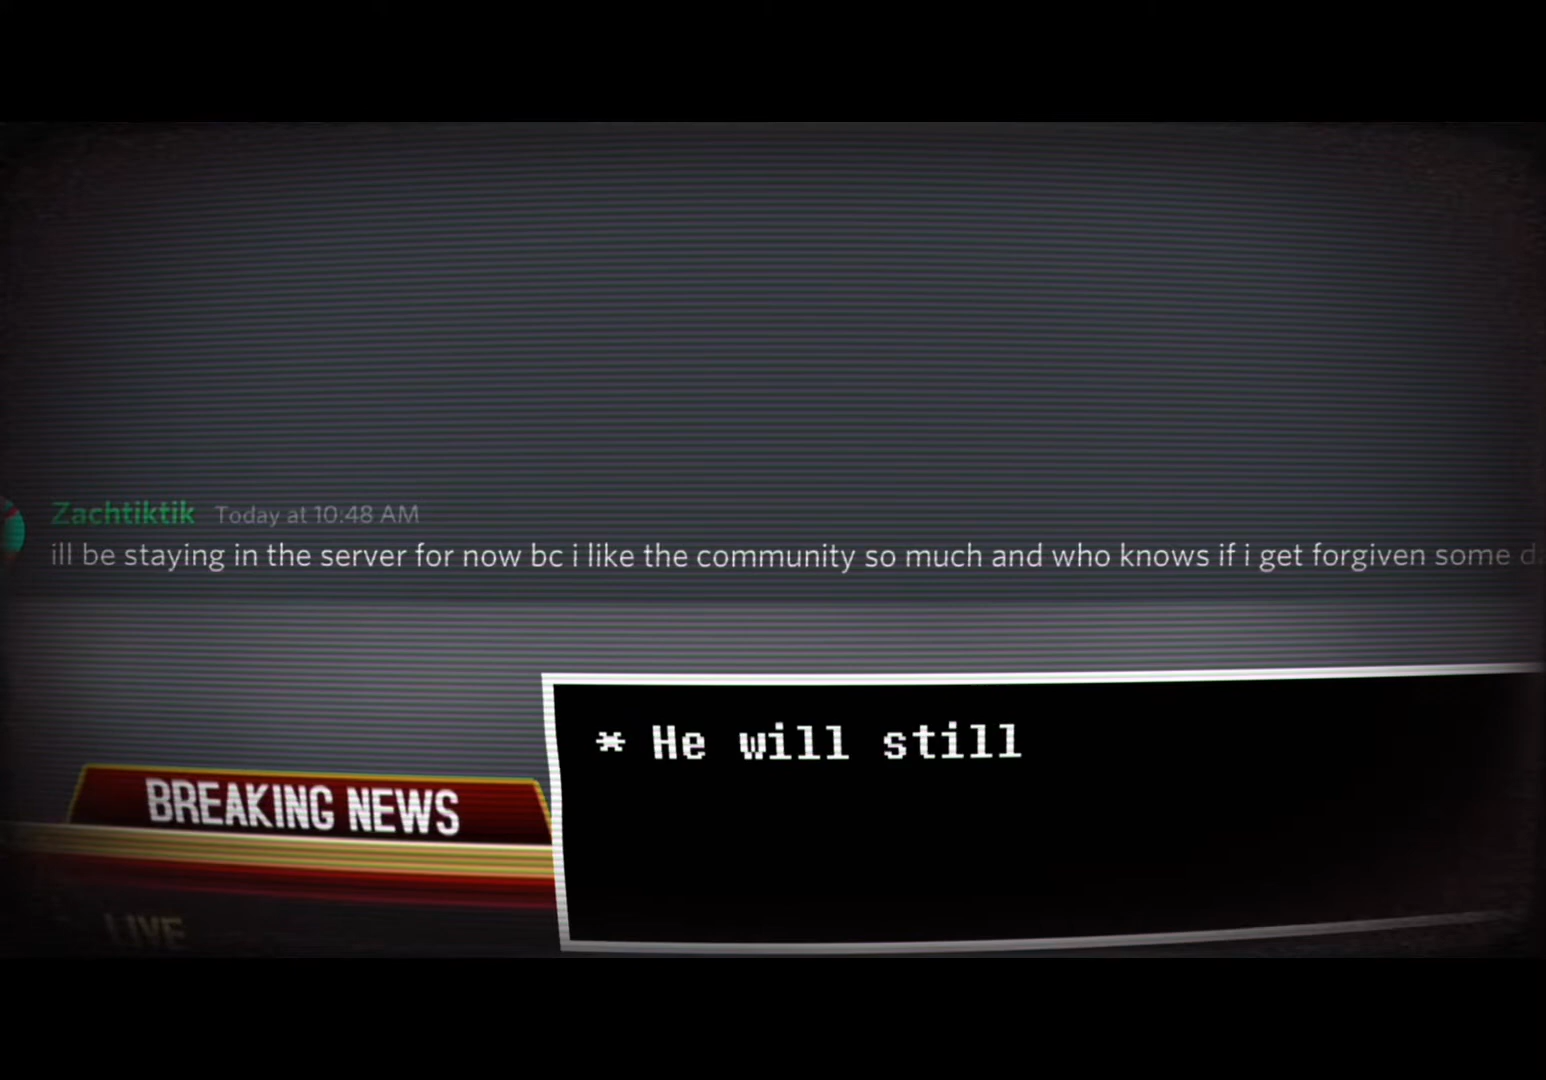 Zachtiktik Today at 10:48 AM
ill be staying in the server for now bc i like the community so much and who knows if i get forgiven some
* He will still
BREAKING NEWS
LIVE